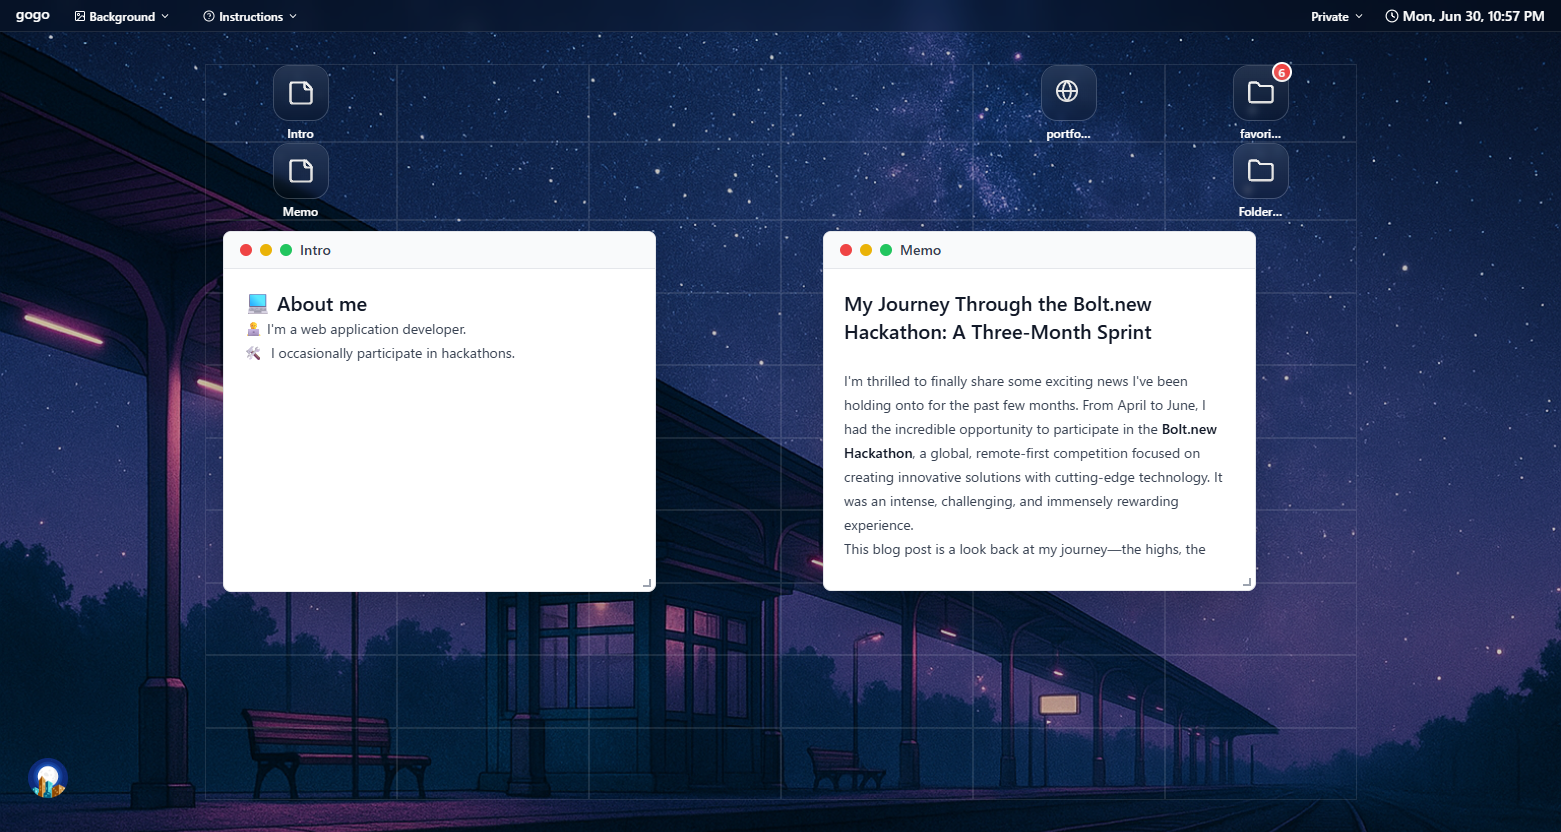 gogo Background Instructions Private Mon, Jun 30, 10:57 PM
Intro
portfo...
6
favori...
Memo
Folder...
Intro
💻 About me
🤷‍♀️ I'm a web application developer.
🛠️ I occasionally participate in hackathons.
Memo
My Journey Through the Bolt.new
Hackathon: A Three-Month Sprint
I'm thrilled to finally share some exciting news I've been
holding onto for the past few months. From April to June, I
had the incredible opportunity to participate in the Bolt.new
Hackathon, a global, remote-first competition focused on
creating innovative solutions with cutting-edge technology. It
was an intense, challenging, and immensely rewarding
experience.
This blog post is a look back at my journey—the highs, the